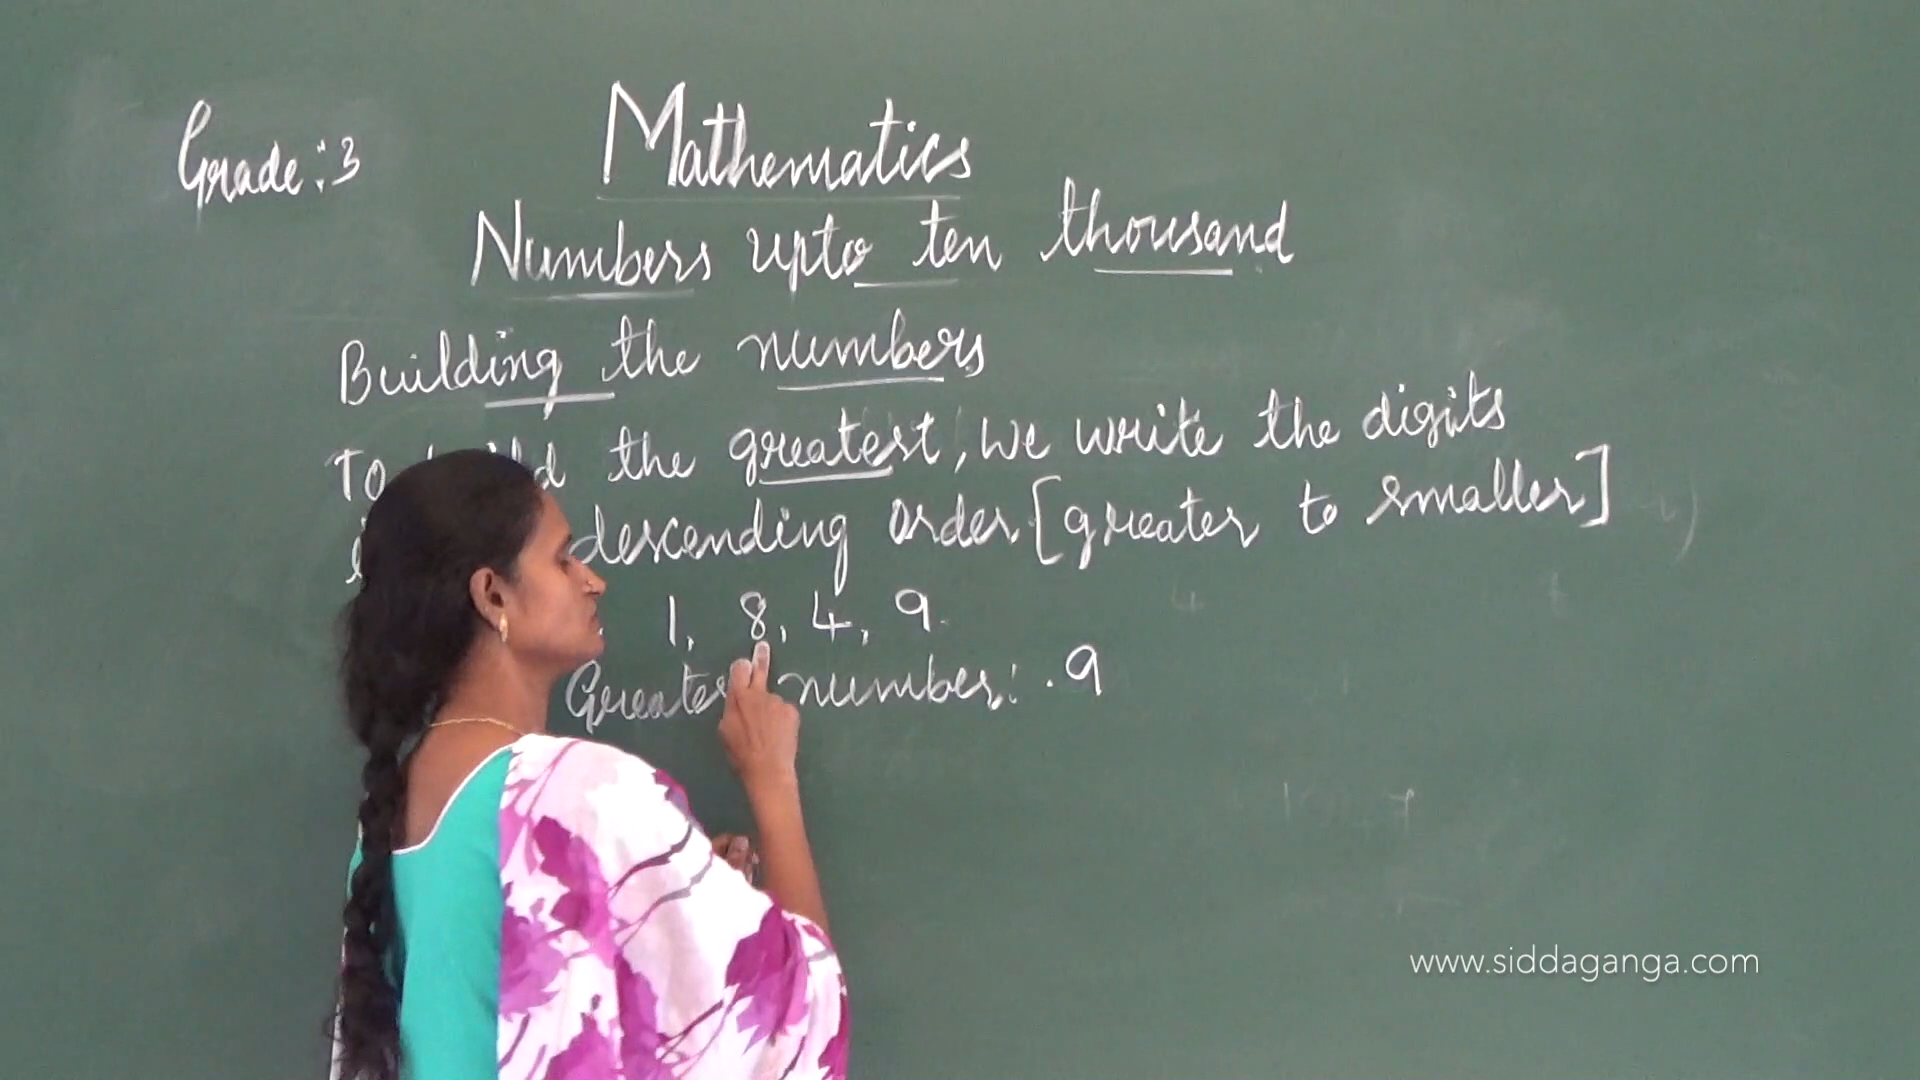 Grade: 3
Mathematics
Numbers upto ten thousand
Building the numbers
To the greatest, we write the digits
descending order [greater to smaller]
1, 8, 4, 9.
number: 9
www.siddaganga.com